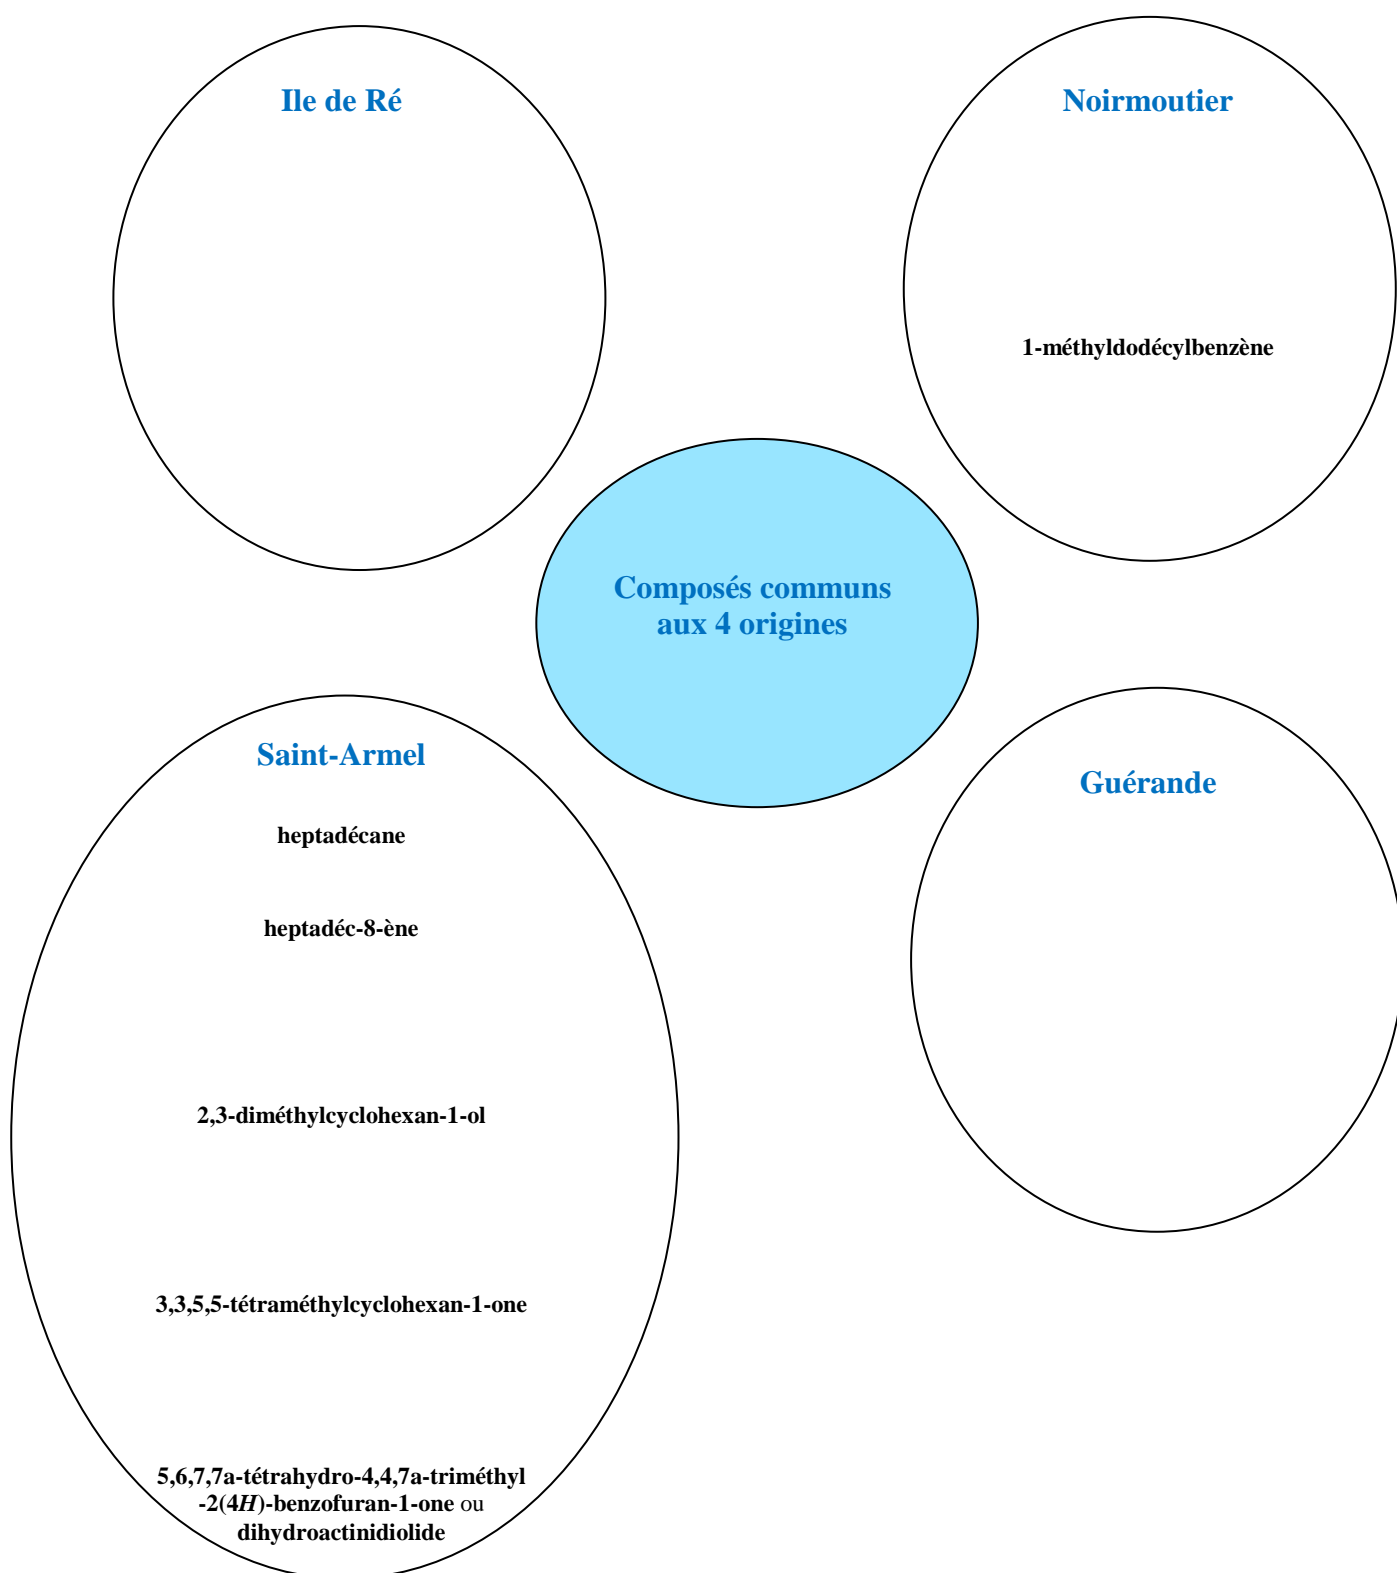 Ile de Ré
Noirmoutier
1-méthyldodécylbenzène
Composés communs
aux 4 origines
Saint-Armel
heptadécane
heptadéc-8-ène
2,3-diméthylcyclohexan-1-ol
3,3,5,5-tétraméthylcyclohexan-1-one
5,6,7,7a-tétrahydro-4,4,7a-triméthyl
-2(4H)-benzofuran-1-one ou
dihydroactinidiolide
Guérande